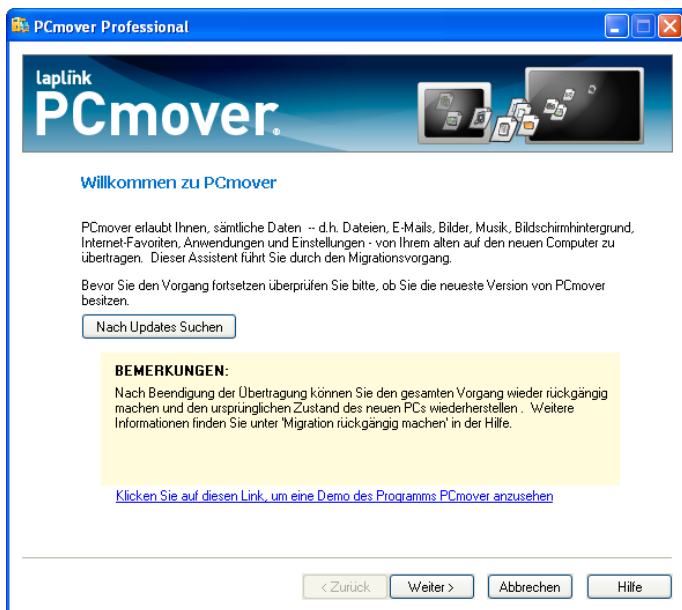 PCmover Professional
laplink
PCmover®
Willkommen zu PCmover
PCmover erlaubt Ihnen, sämtliche Daten -- d.h. Dateien, E-Mails, Bilder, Musik, Bildschirmhintergrund,
Internet-Favoriten, Anwendungen und Einstellungen - von Ihrem alten auf den neuen Computer zu
übertragen. Dieser Assistent führt Sie durch den Migrationsvorgang.
Bevor Sie den Vorgang fortsetzen überprüfen Sie bitte, ob Sie die neueste Version von PCmover
besitzen.
Nach Updates Suchen
BEMERKUNGEN:
Nach Beendigung der Übertragung können Sie den gesamten Vorgang wieder rückgängig
machen und den ursprünglichen Zustand des neuen PCs wiederherstellen . Weitere
Informationen finden Sie unter 'Migration rückgängig machen' in der Hilfe.
Klicken Sie auf diesen Link, um eine Demo des Programms PCmover anzusehen
< Zurück
Weiter >
Abbrechen
Hilfe